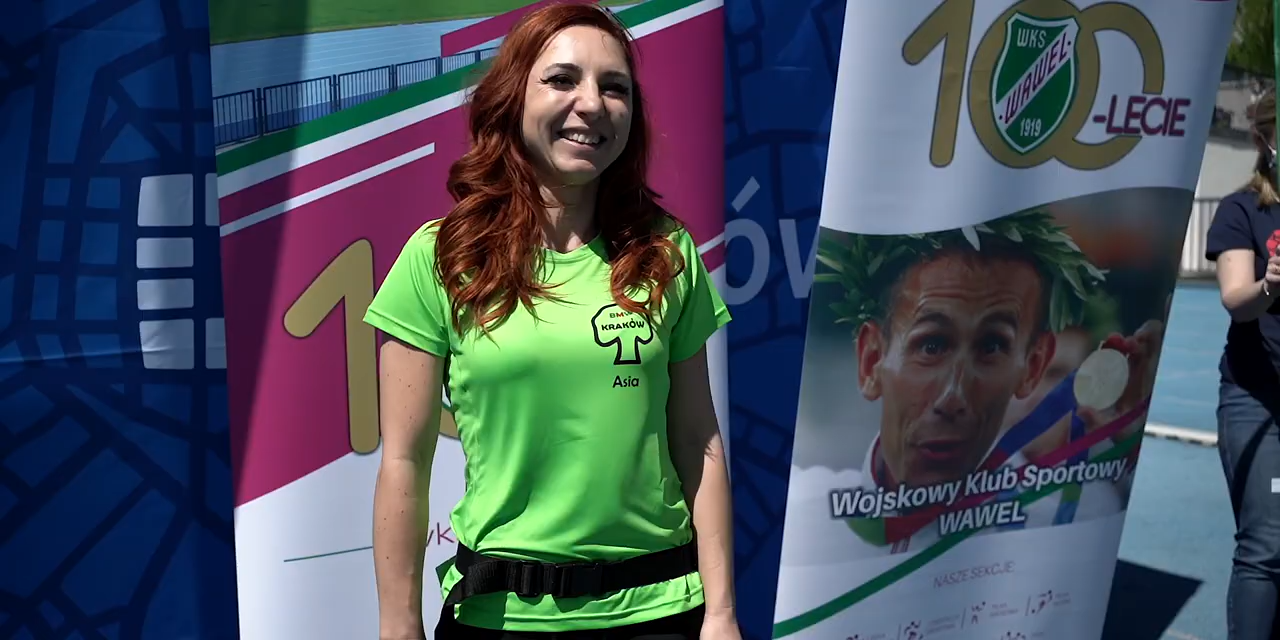 BMW
KRAKÓW
Asia
100
-LECIE
WKS
WAWEL
1919
Wojskowy Klub Sportowy
WAWEL
NASZE SEKCJE: